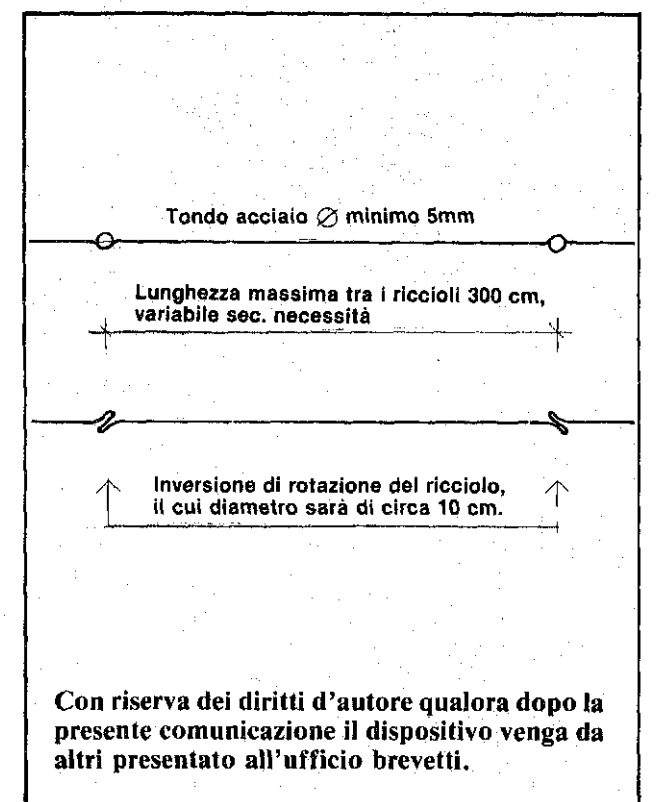 Tondo acciaio ∅ minimo 5mm
Lunghezza massima tra i riccioli 300 cm,
variabile sec. necessità
Inversione di rotazione del ricciolo,
il cui diametro sarà di circa 10 cm.
Con riserva dei diritti d'autore qualora dopo la
presente comunicazione il dispositivo venga da
altri presentato all'ufficio brevetti.